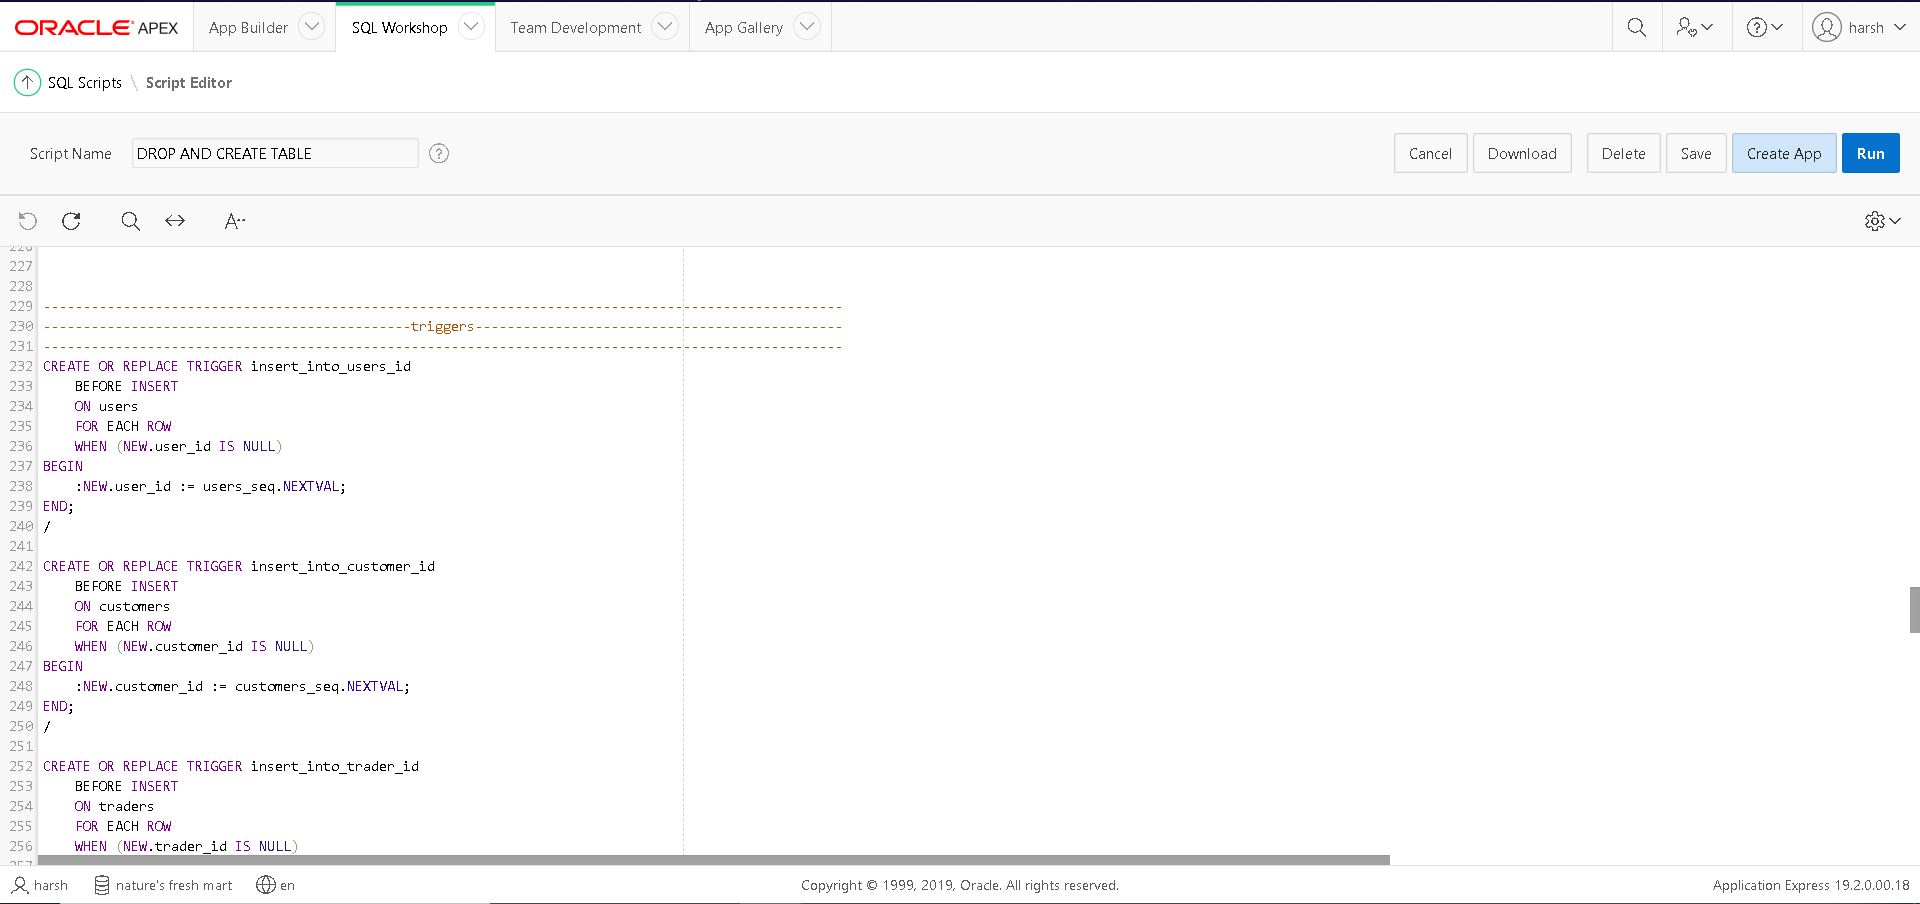 ORACLE APEX App Builder SQL Workshop Team Development App Gallery harsh
SQL Scripts \ Script Editor
Script Name DROP AND CREATE TABLE ? Cancel Download Delete Save Create App Run
226
227
228
229 ----------------------------------------------------------------------------------------------------
230 ----------------------------------------------triggers----------------------------------------------
231 ----------------------------------------------------------------------------------------------------
232 CREATE OR REPLACE TRIGGER insert_into_users_id
233 BEFORE INSERT
234 ON users
235 FOR EACH ROW
236 WHEN (NEW.user_id IS NULL)
237 BEGIN
238 :NEW.user_id := users_seq.NEXTVAL;
239 END;
240 /
241
242 CREATE OR REPLACE TRIGGER insert_into_customer_id
243 BEFORE INSERT
244 ON customers
245 FOR EACH ROW
246 WHEN (NEW.customer_id IS NULL)
247 BEGIN
248 :NEW.customer_id := customers_seq.NEXTVAL;
249 END;
250 /
251
252 CREATE OR REPLACE TRIGGER insert_into_trader_id
253 BEFORE INSERT
254 ON traders
255 FOR EACH ROW
256 WHEN (NEW.trader_id IS NULL)
257
harsh nature's fresh mart en Copyright © 1999, 2019, Oracle. All rights reserved. Application Express 19.2.0.00.18